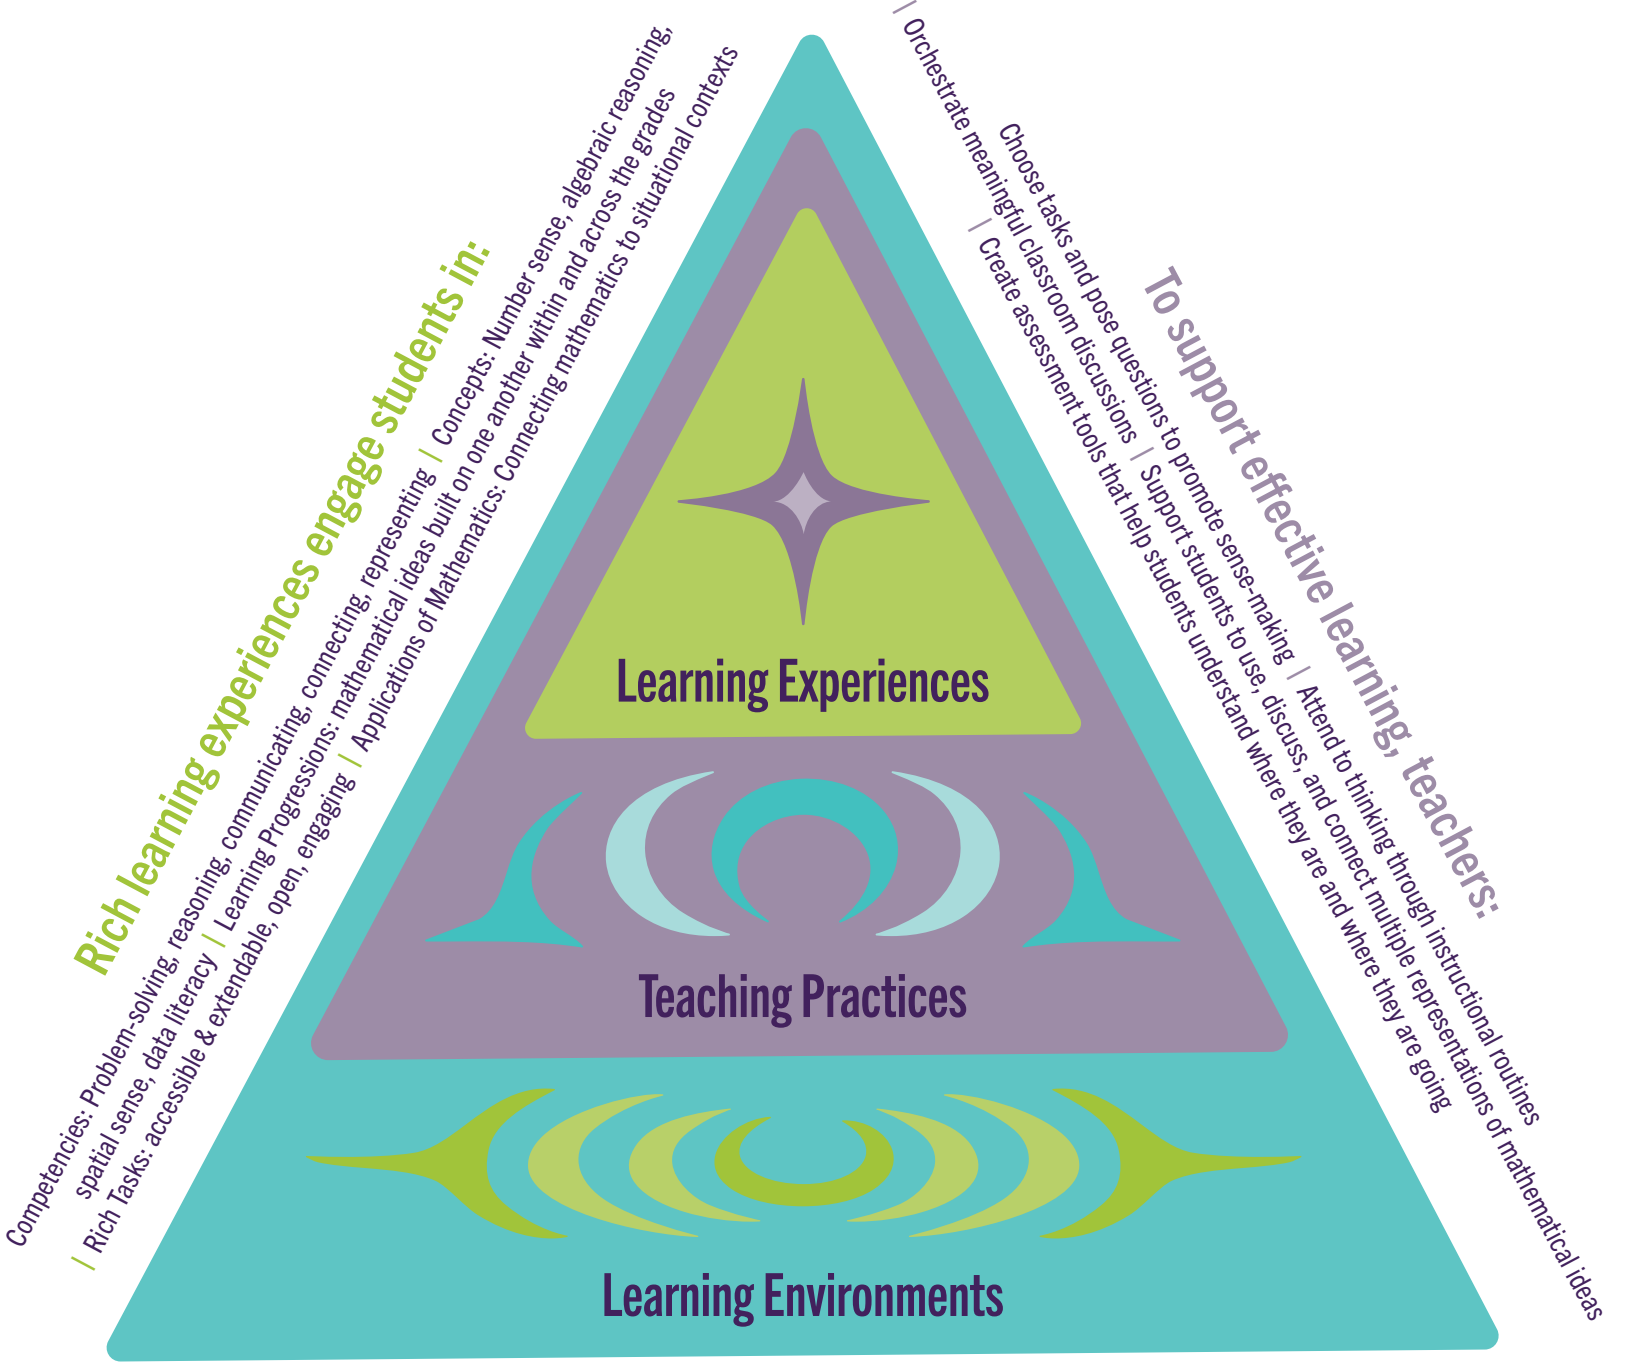 Rich learning experiences engage students in:
Competencies: Problem-solving, reasoning, communicating, connecting, representing | Concepts: Number sense, algebraic reasoning,
spatial sense, data literacy | Learning Progressions: mathematical ideas built on one another within and across the grades
| Rich Tasks: accessible & extendable, open, engaging | Applications of Mathematics: Connecting mathematics to situational contexts
To support effective learning, teachers:
Choose tasks and pose questions to promote sense-making | Attend to thinking through instructional routines
| Orchestrate meaningful classroom discussions | Support students to use, discuss, and connect multiple representations of mathematical ideas
| Create assessment tools that help students understand where they are and where they are going
Learning Experiences
Teaching Practices
Learning Environments